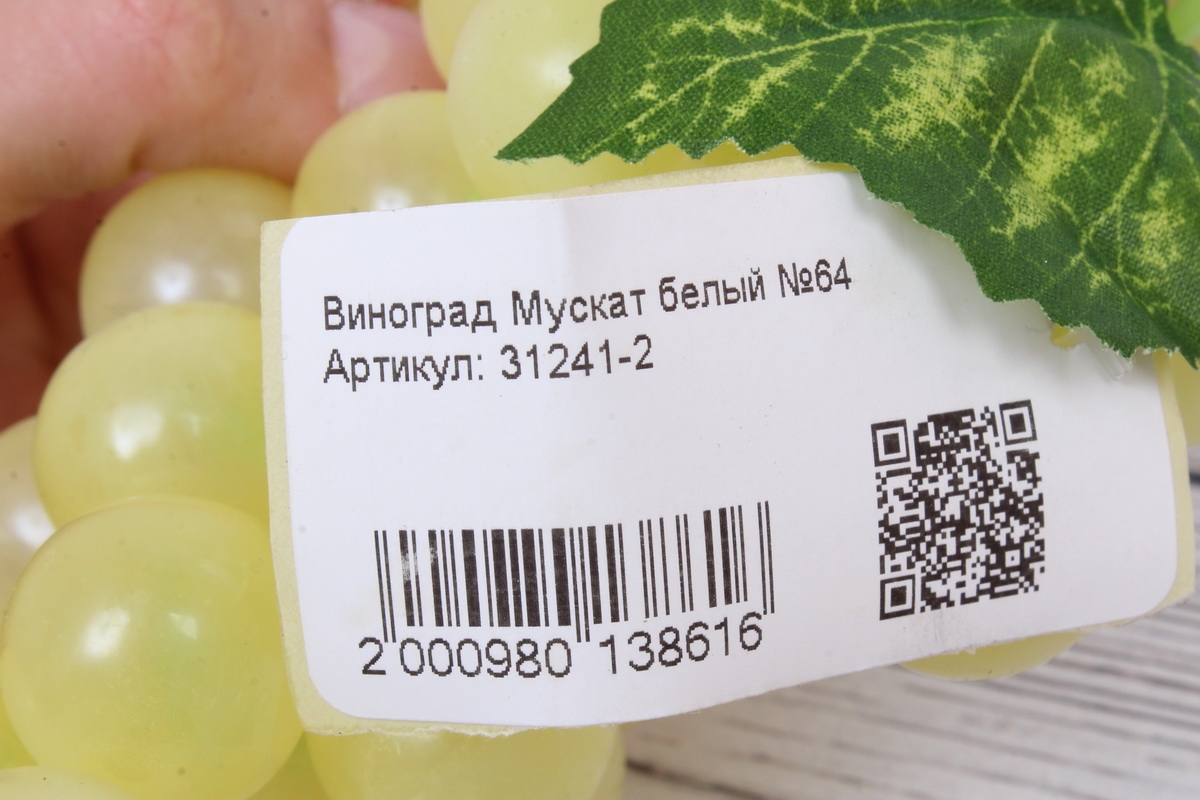 Виноград Мускат белый №64
Артикул: 31241-2
2 000980 138616